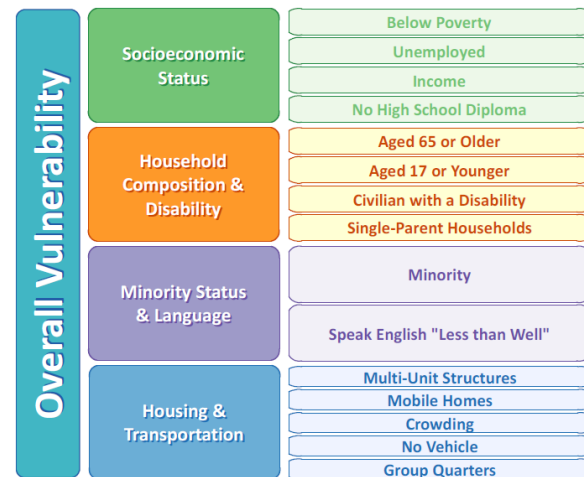 Overall Vulnerability
Socioeconomic
Status
Below Poverty
Unemployed
Income
No High School Diploma
Household
Composition &
Disability
Aged 65 or Older
Aged 17 or Younger
Civilian with a Disability
Single-Parent Households
Minority Status
& Language
Minority
Speak English "Less than Well"
Housing &
Transportation
Multi-Unit Structures
Mobile Homes
Crowding
No Vehicle
Group Quarters